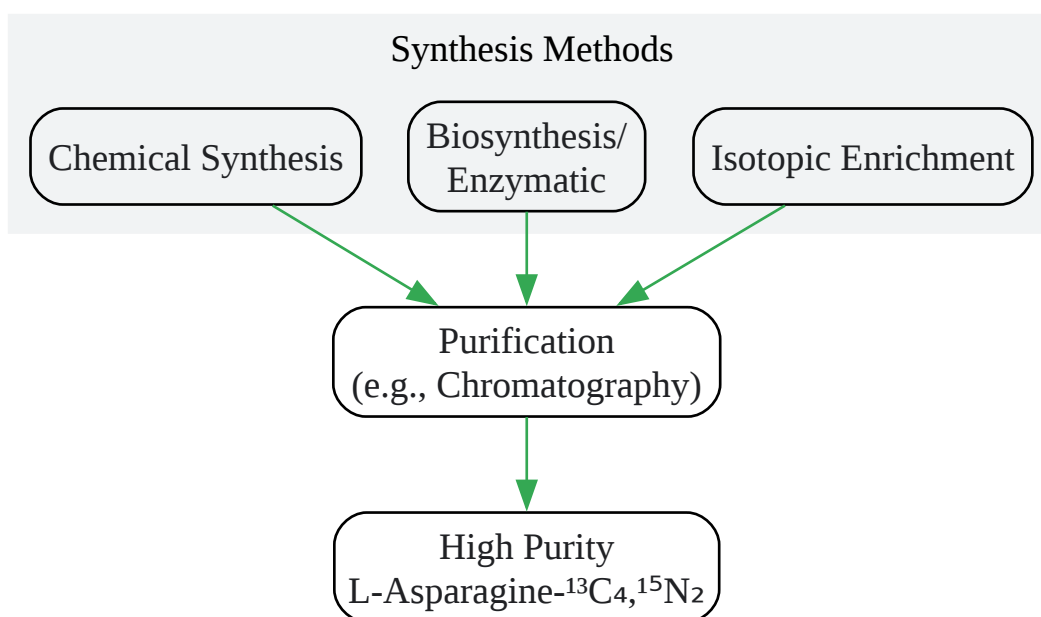 Synthesis Methods
Chemical Synthesis
Biosynthesis/
Enzymatic
Isotopic Enrichment
Purification
(e.g., Chromatography)
High Purity
L-Asparagine-¹³C₄,¹⁵N₂